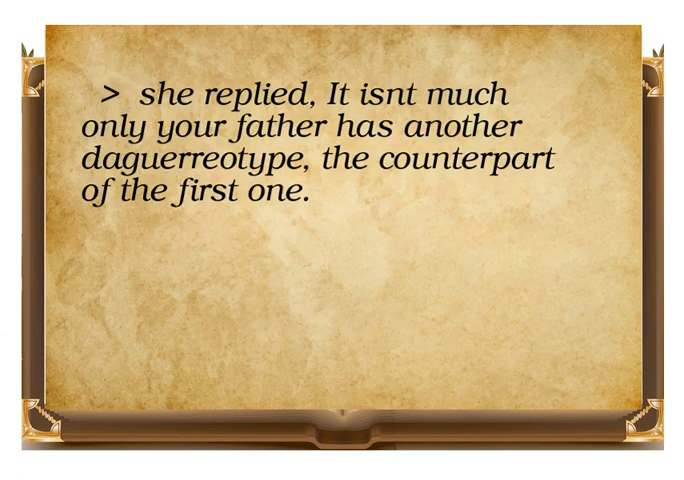 > she replied, It isnt much
only your father has another
daguerreotype, the counterpart
of the first one.